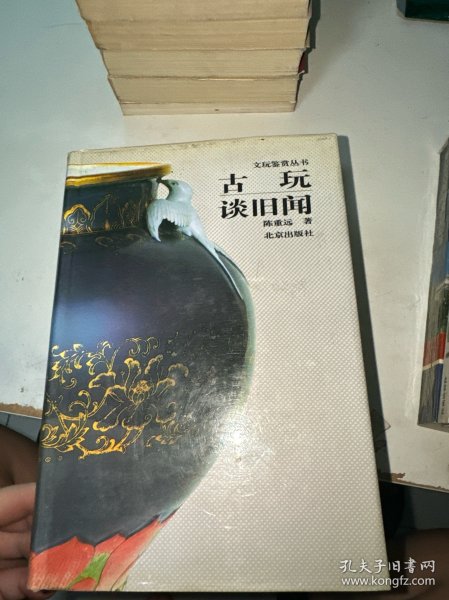 文玩鉴赏丛书
古玩
谈旧闻
陈重远 著
北京出版社
孔夫子旧书网
www.kongfz.com